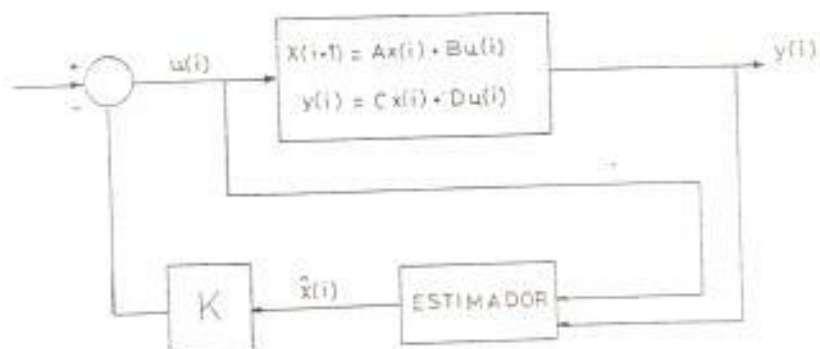 +
u(i)
-
X(i+1) = Ax(i) + Bu(i)
y(i) = Cx(i) + Du(i)
y(i)
K
x̂(i)
ESTIMADOR